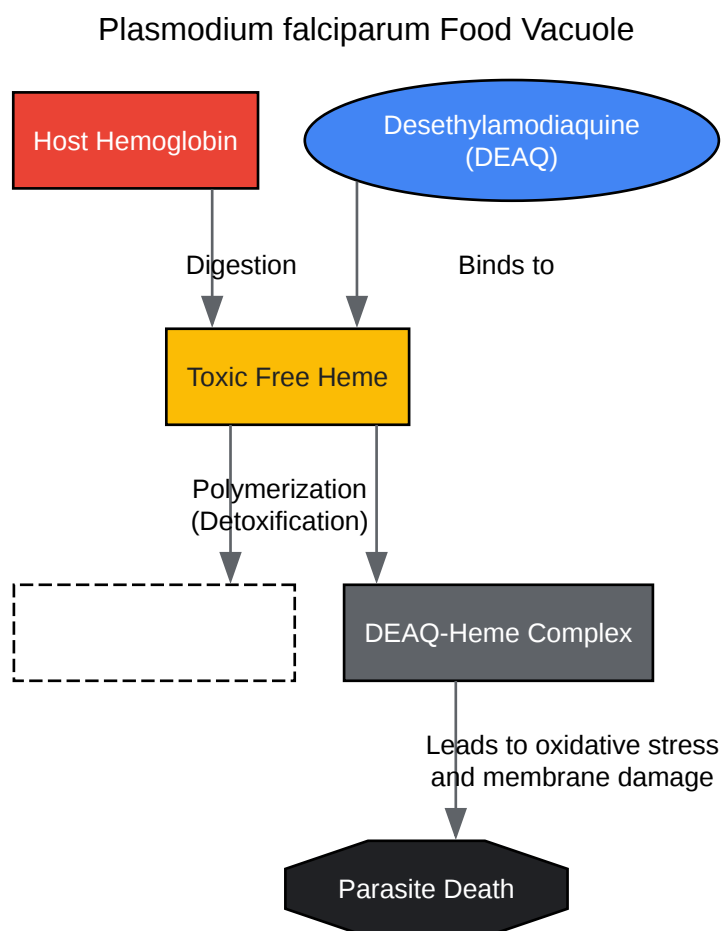 Plasmodium falciparum Food Vacuole
Host Hemoglobin
Desethylamodiaquine
(DEAQ)
Digestion
Binds to
Toxic Free Heme
Polymerization
(Detoxification)
DEAQ-Heme Complex
Leads to oxidative stress
and membrane damage
Parasite Death